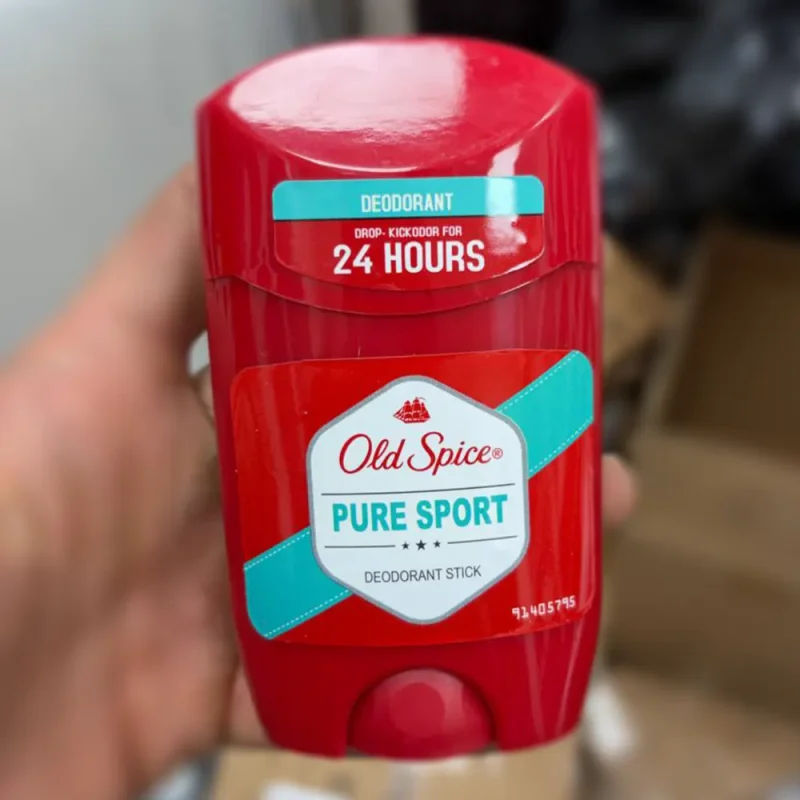 DEODORANT
DROP- KICKODOR FOR
24 HOURS
Old Spice®
PURE SPORT
DEODORANT STICK
91405795